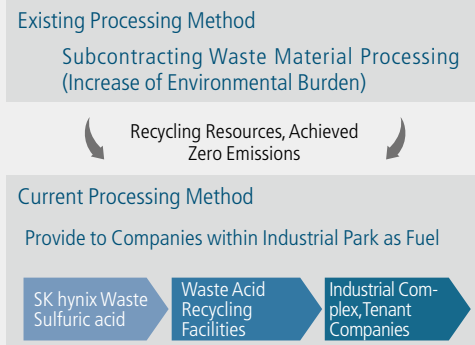 Existing Processing Method
Subcontracting Waste Material Processing
(Increase of Environmental Burden)
Recycling Resources, Achieved
Zero Emissions
Current Processing Method
Provide to Companies within Industrial Park as Fuel
SK hynix Waste
Sulfuric acid
Waste Acid
Recycling
Facilities
Industrial Com-
plex,Tenant
Companies